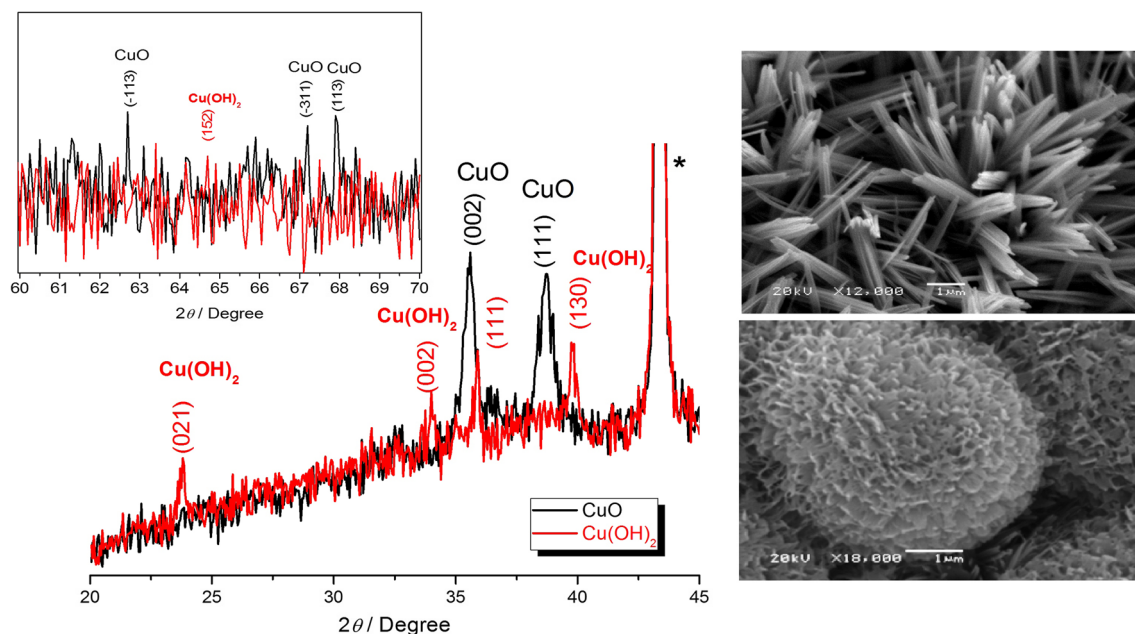 CuO
(-113)
Cu(OH)₂
(152)
CuO
(-311)
CuO
(113)
60 61 62 63 64 65 66 67 68 69 70
2θ / Degree
Cu(OH)₂
(021)
Cu(OH)₂
(002)
CuO
(002)
(111)
CuO
(111)
Cu(OH)₂
(130)
*
CuO
Cu(OH)₂
20 25 30 35 40 45
2θ / Degree
20kV X12,000 1μm
20kV X18,000 1μm